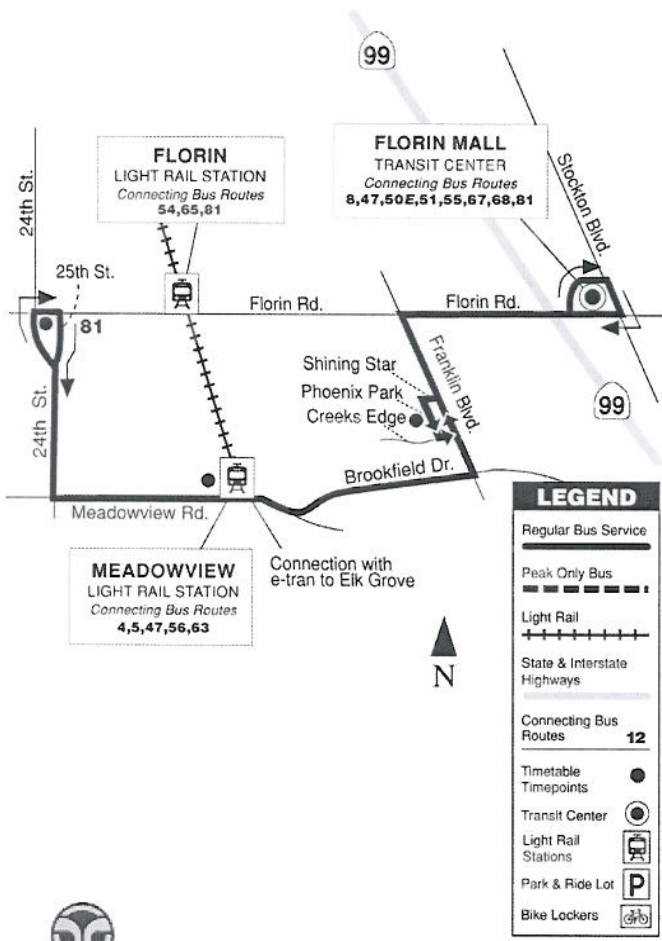 99
FLORIN
LIGHT RAIL STATION
Connecting Bus Routes
54,65,81
FLORIN MALL
TRANSIT CENTER
Connecting Bus Routes
8,47,50E,51,55,67,68,81
Stockton Blvd.
24th St.
25th St.
81
Florin Rd.
Florin Rd.
Shining Star
Phoenix Park
Creeks Edge
Franklin Blvd.
99
24th St.
Brookfield Dr.
Meadowview Rd.
MEADOWVIEW
LIGHT RAIL STATION
Connecting Bus Routes
4,5,47,56,63
Connection with
e-tran to Elk Grove
N
LEGEND
Regular Bus Service
Peak Only Bus
Light Rail
State & Interstate
Highways
Connecting Bus
Routes 12
Timetable
Timepoints
Transit Center
Light Rail
Stations
Park & Ride Lot P
Bike Lockers